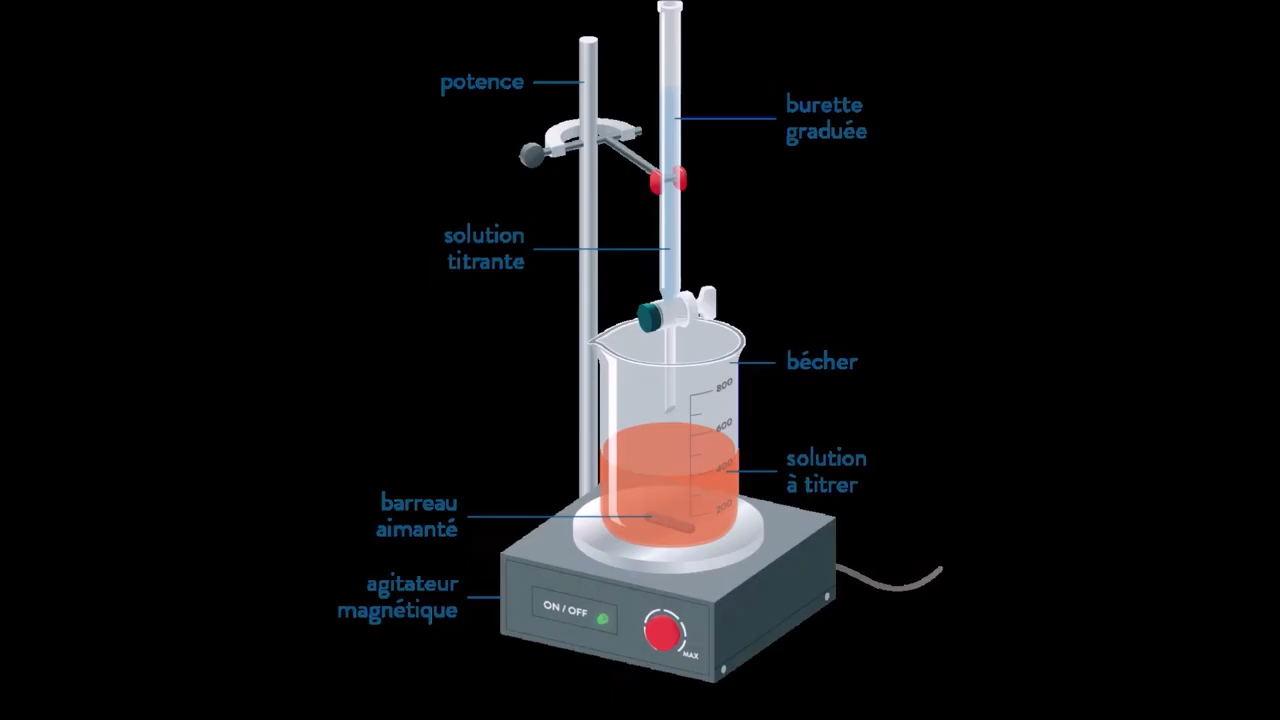 potence
burette
graduée
solution
titrante
bécher
800
600
400
200
solution
à titrer
barreau
aimanté
agitateur
magnétique
ON / OFF
MAX